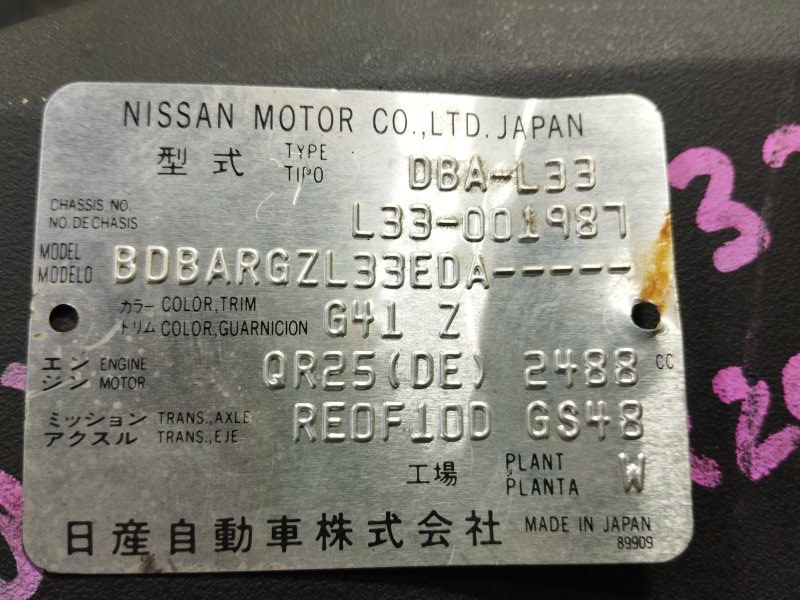 NISSAN MOTOR CO.,LTD. JAPAN
型式 TYPE TIPO DBA-L33
CHASSIS NO. NO.DE CHASIS L33-001987
MODEL MODELO BDBARGZL33EDA-----
カラー トリム COLOR,TRIM COLOR,GUARNICION G41 Z
エンジン ENGINE MOTOR QR25(DE) 2488 CC
ミッション アクスル TRANS.,AXLE TRANS.,EJE RE0F10D GS48
工場 PLANT PLANTA W
日産自動車株式会社 MADE IN JAPAN
89909